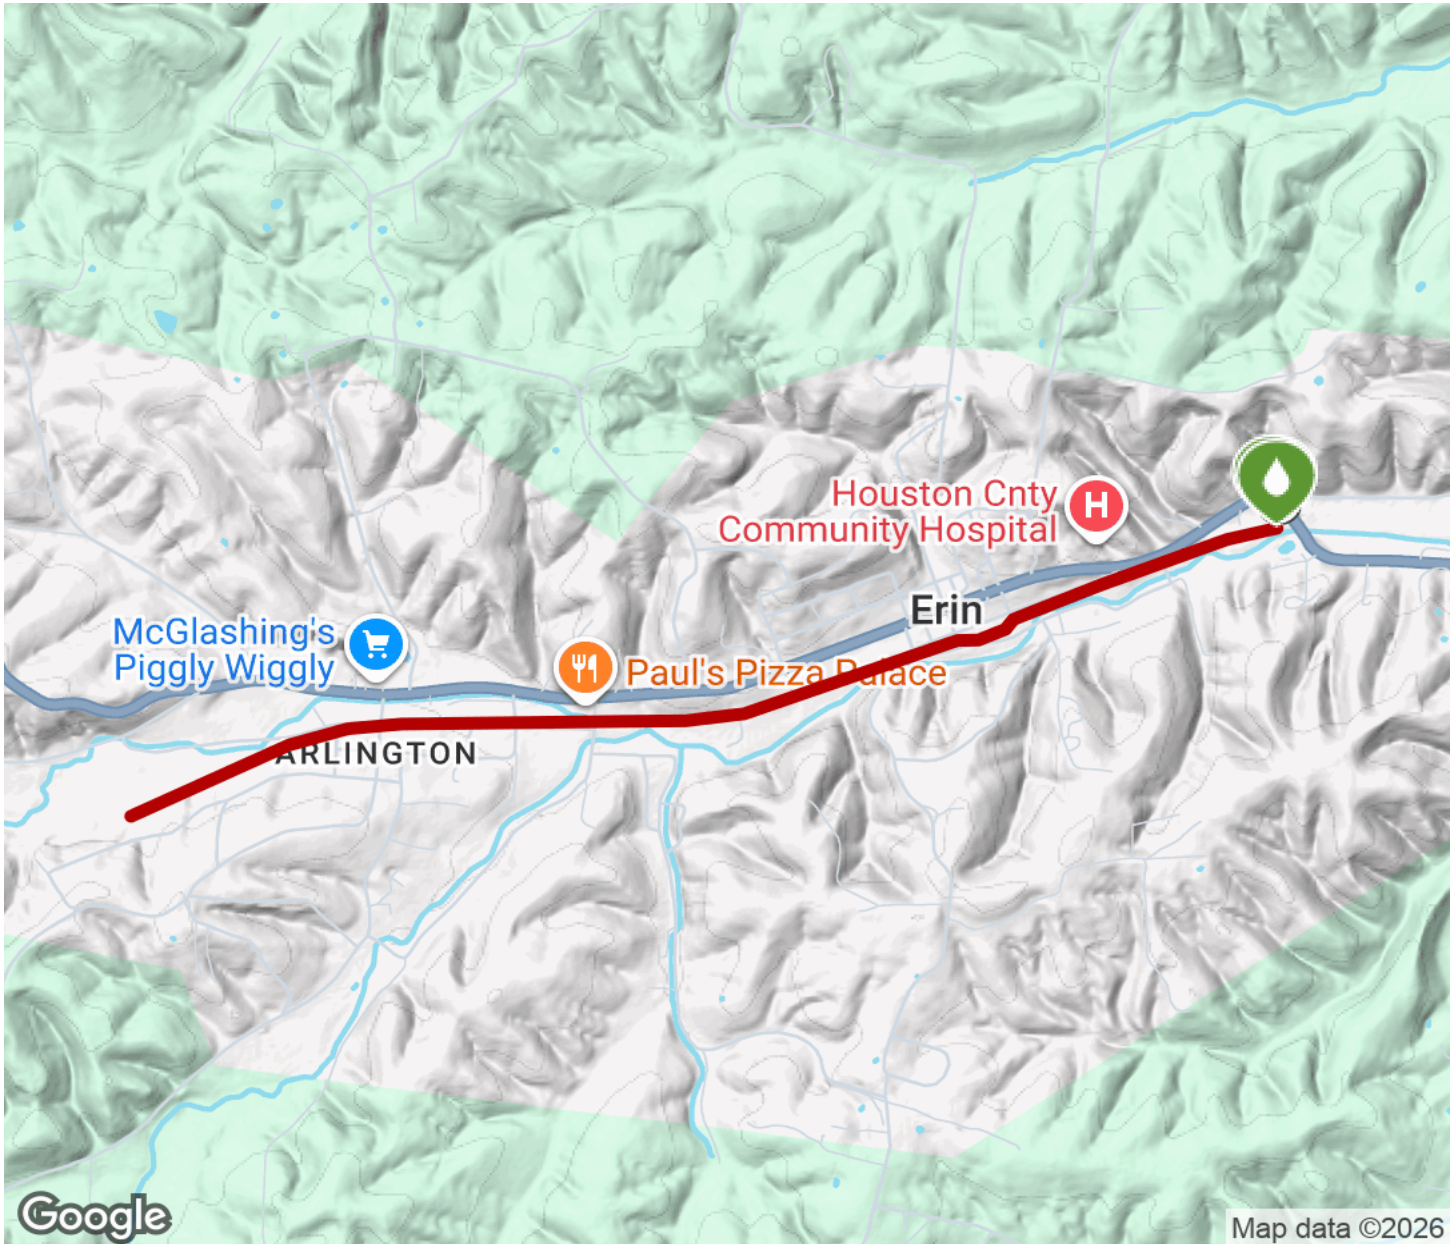 Houston Cnty
Community Hospital
H
Erin
McGlashing's
Piggly Wiggly
Paul's Pizza Palace
ARLINGTON
Google
Map data ©2026